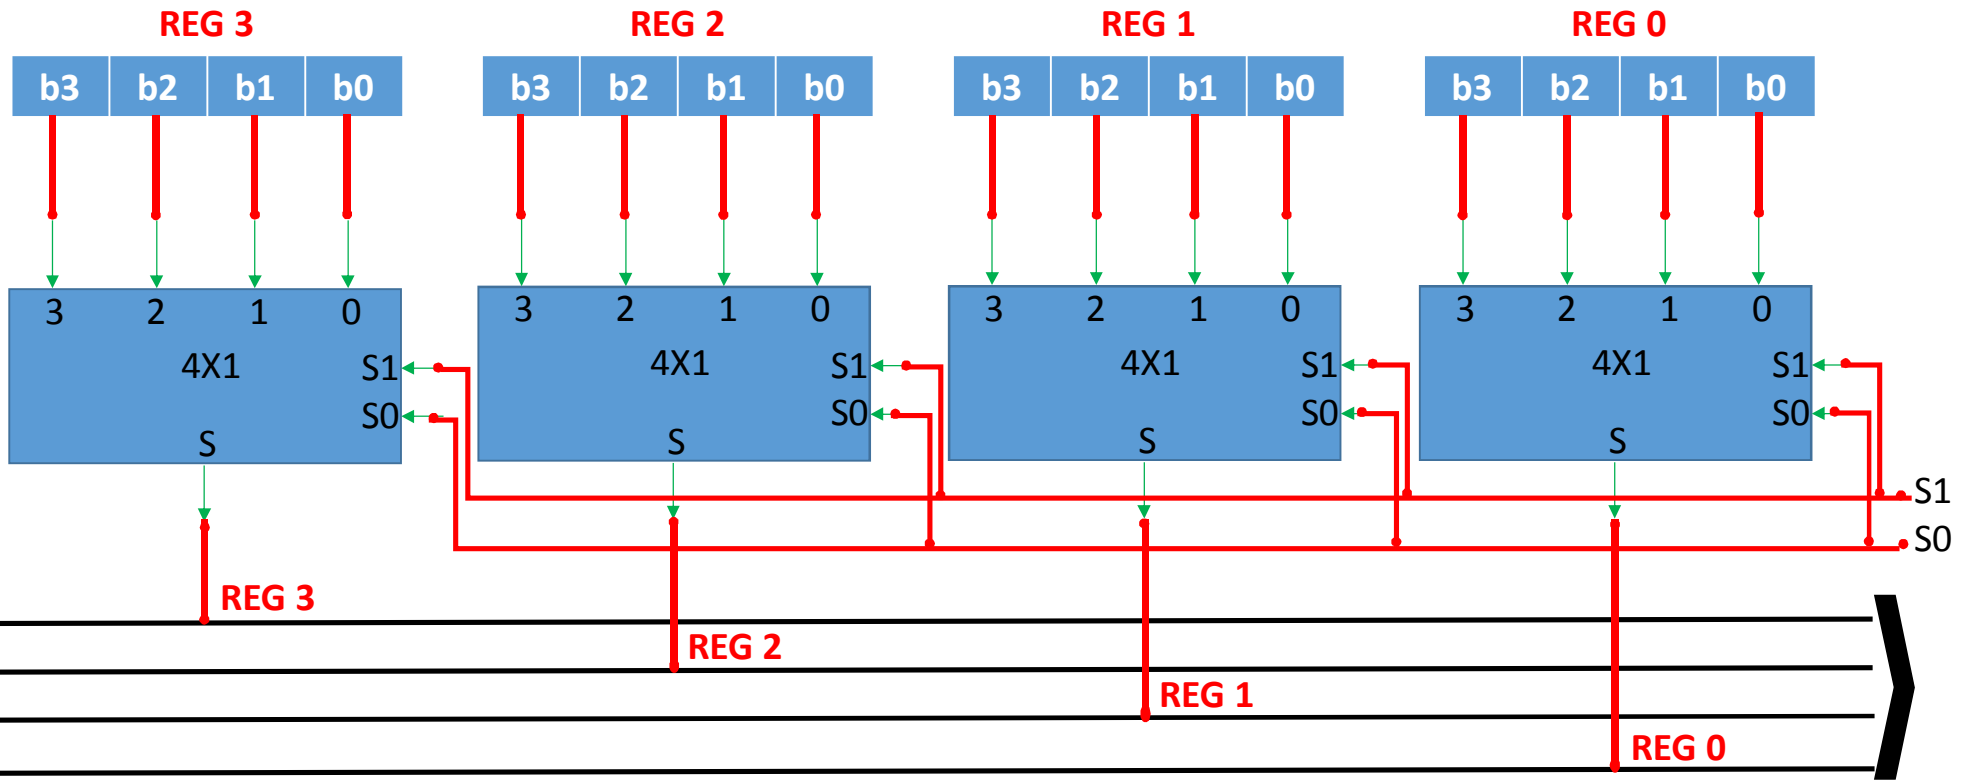 REG 3 REG 2 REG 1 REG 0
b3 b2 b1 b0 b3 b2 b1 b0 b3 b2 b1 b0 b3 b2 b1 b0
3 2 1 0 3 2 1 0 3 2 1 0 3 2 1 0
4X1 S1 4X1 S1 4X1 S1 4X1 S1
S0 S0 S0 S0
S S S S
S1
S0
REG 3
REG 2
REG 1
REG 0